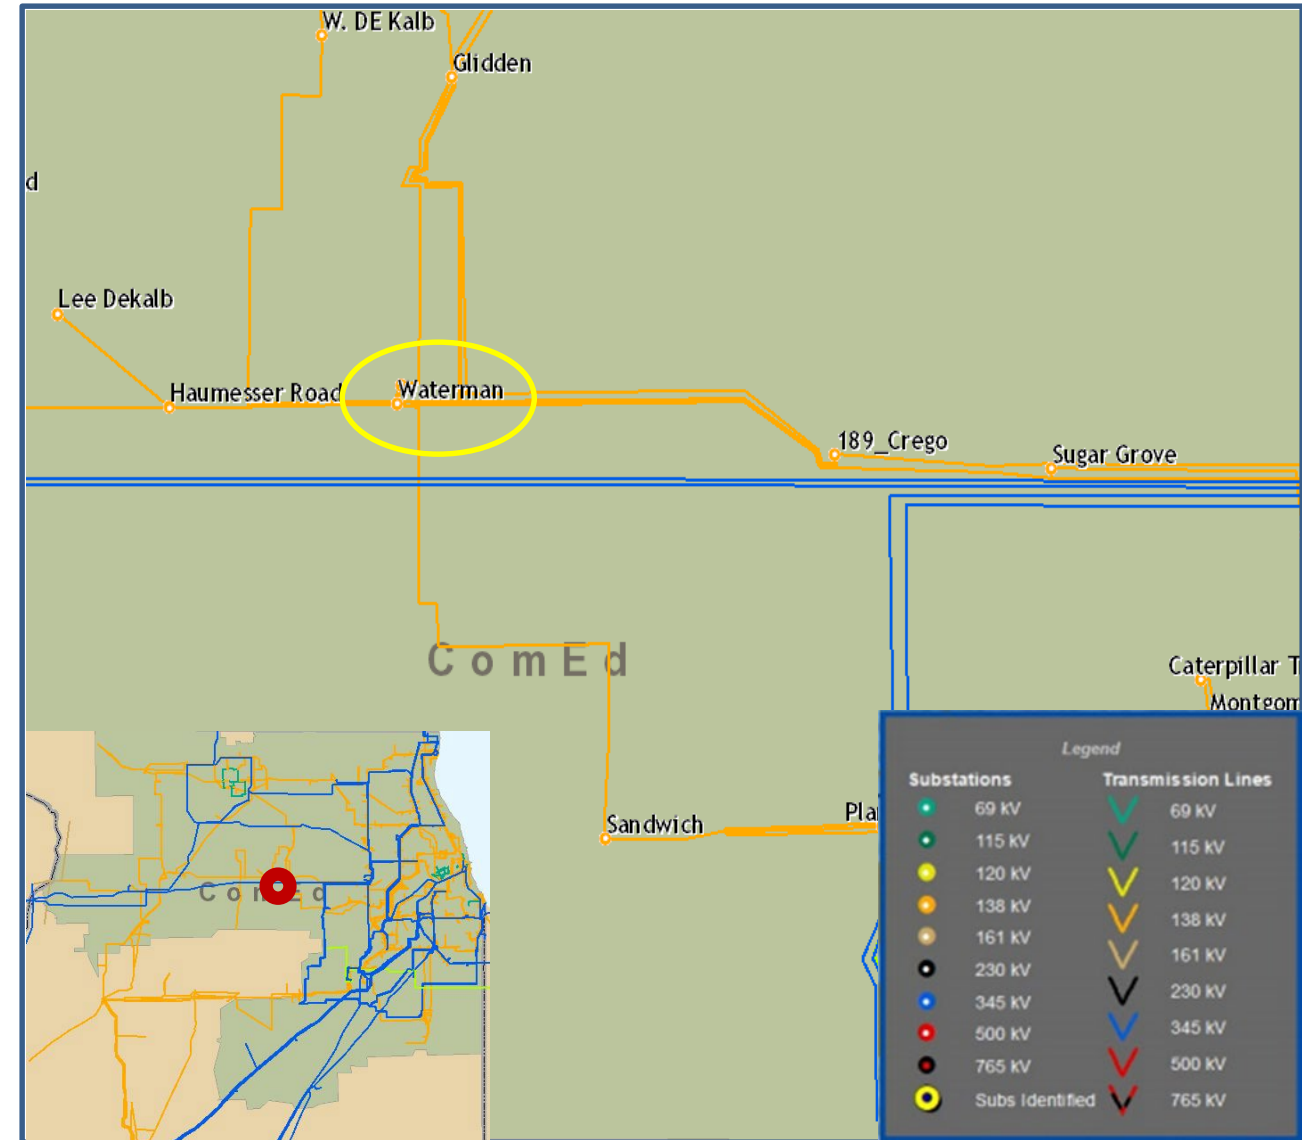 W. DE Kalb
Glidden
d
Lee Dekalb
Haumesser Road
Waterman
189_Crego
Sugar Grove
ComEd
Caterpillar T
Montgom
Sandwich
Pla
ComEd
Legend
Substations
69 kV
115 kV
120 kV
138 kV
161 kV
230 kV
345 kV
500 kV
765 kV
Subs Identified
Transmission Lines
69 kV
115 kV
120 kV
138 kV
161 kV
230 kV
345 kV
500 kV
765 kV